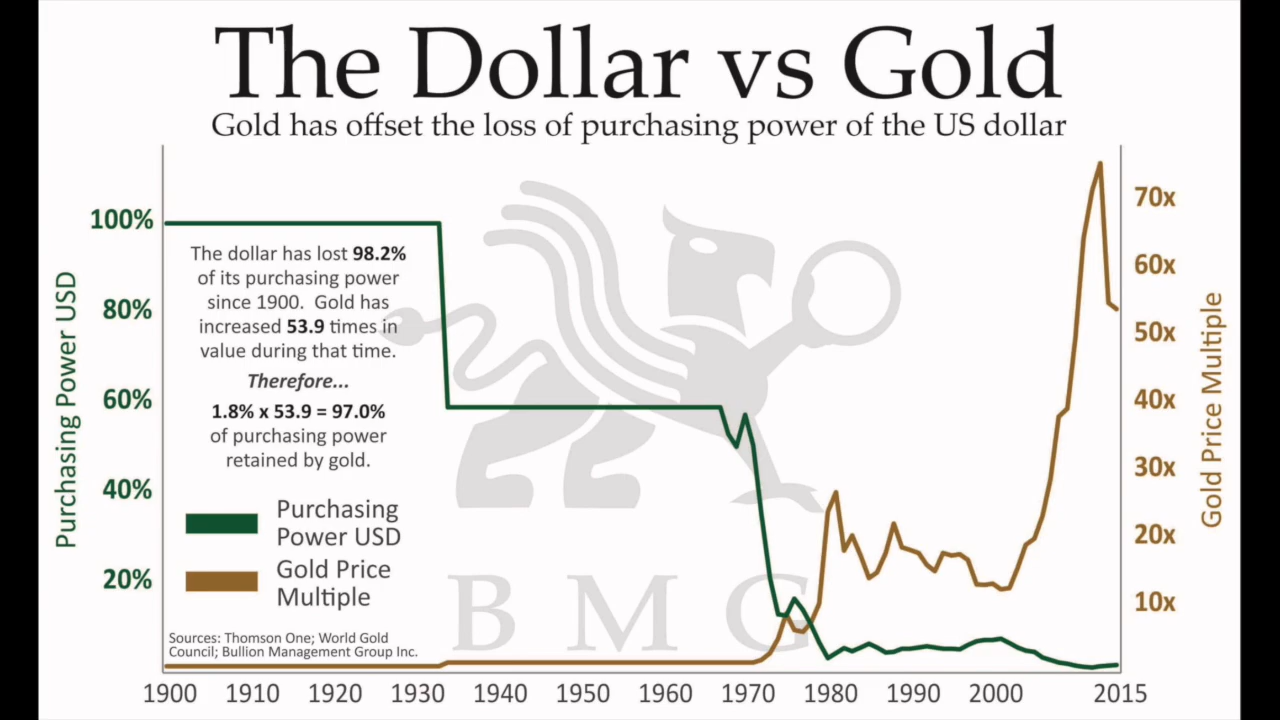 The Dollar vs Gold
Gold has offset the loss of purchasing power of the US dollar
Purchasing Power USD
100%
80%
60%
40%
20%
The dollar has lost 98.2%
of its purchasing power
since 1900. Gold has
increased 53.9 times in
value during that time.
Therefore...
1.8% x 53.9 = 97.0%
of purchasing power
retained by gold.
Purchasing
Power USD
Gold Price
Multiple
Sources: Thomson One; World Gold
Council; Bullion Management Group Inc.
BMG
70x
60x
50x
40x
30x
20x
10x
Gold Price Multiple
1900 1910 1920 1930 1940 1950 1960 1970 1980 1990 2000 2015